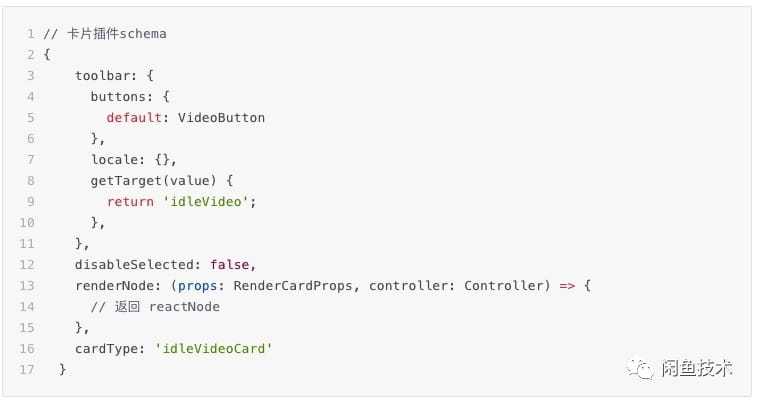 1 // 卡片插件schema
2 {
3     toolbar: {
4       buttons: {
5         default: VideoButton
6       },
7       locale: {},
8       getTarget(value) {
9         return 'idleVideo';
10       },
11     },
12     disableSelected: false,
13     renderNode: (props: RenderCardProps, controller: Controller) => {
14       // 返回 reactNode
15     },
16     cardType: 'idleVideoCard'
17   }
闲鱼技术